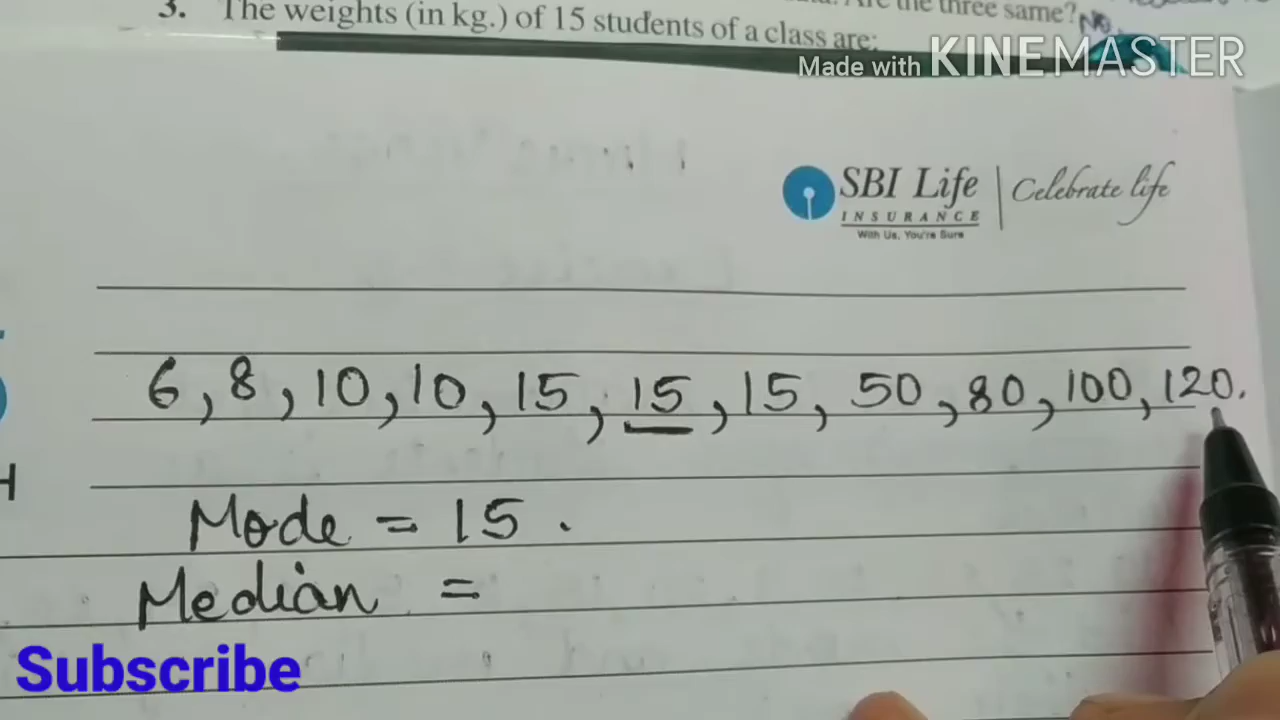 the three same? No.
3. The weights (in kg.) of 15 students of a class are:
Made with KINEMASTER
SBI Life
INSURANCE
With Us, You're Sure
Celebrate life
6, 8, 10, 10, 15, 15, 15, 50, 80, 100, 120.
H
Mode = 15.
Median =
Subscribe